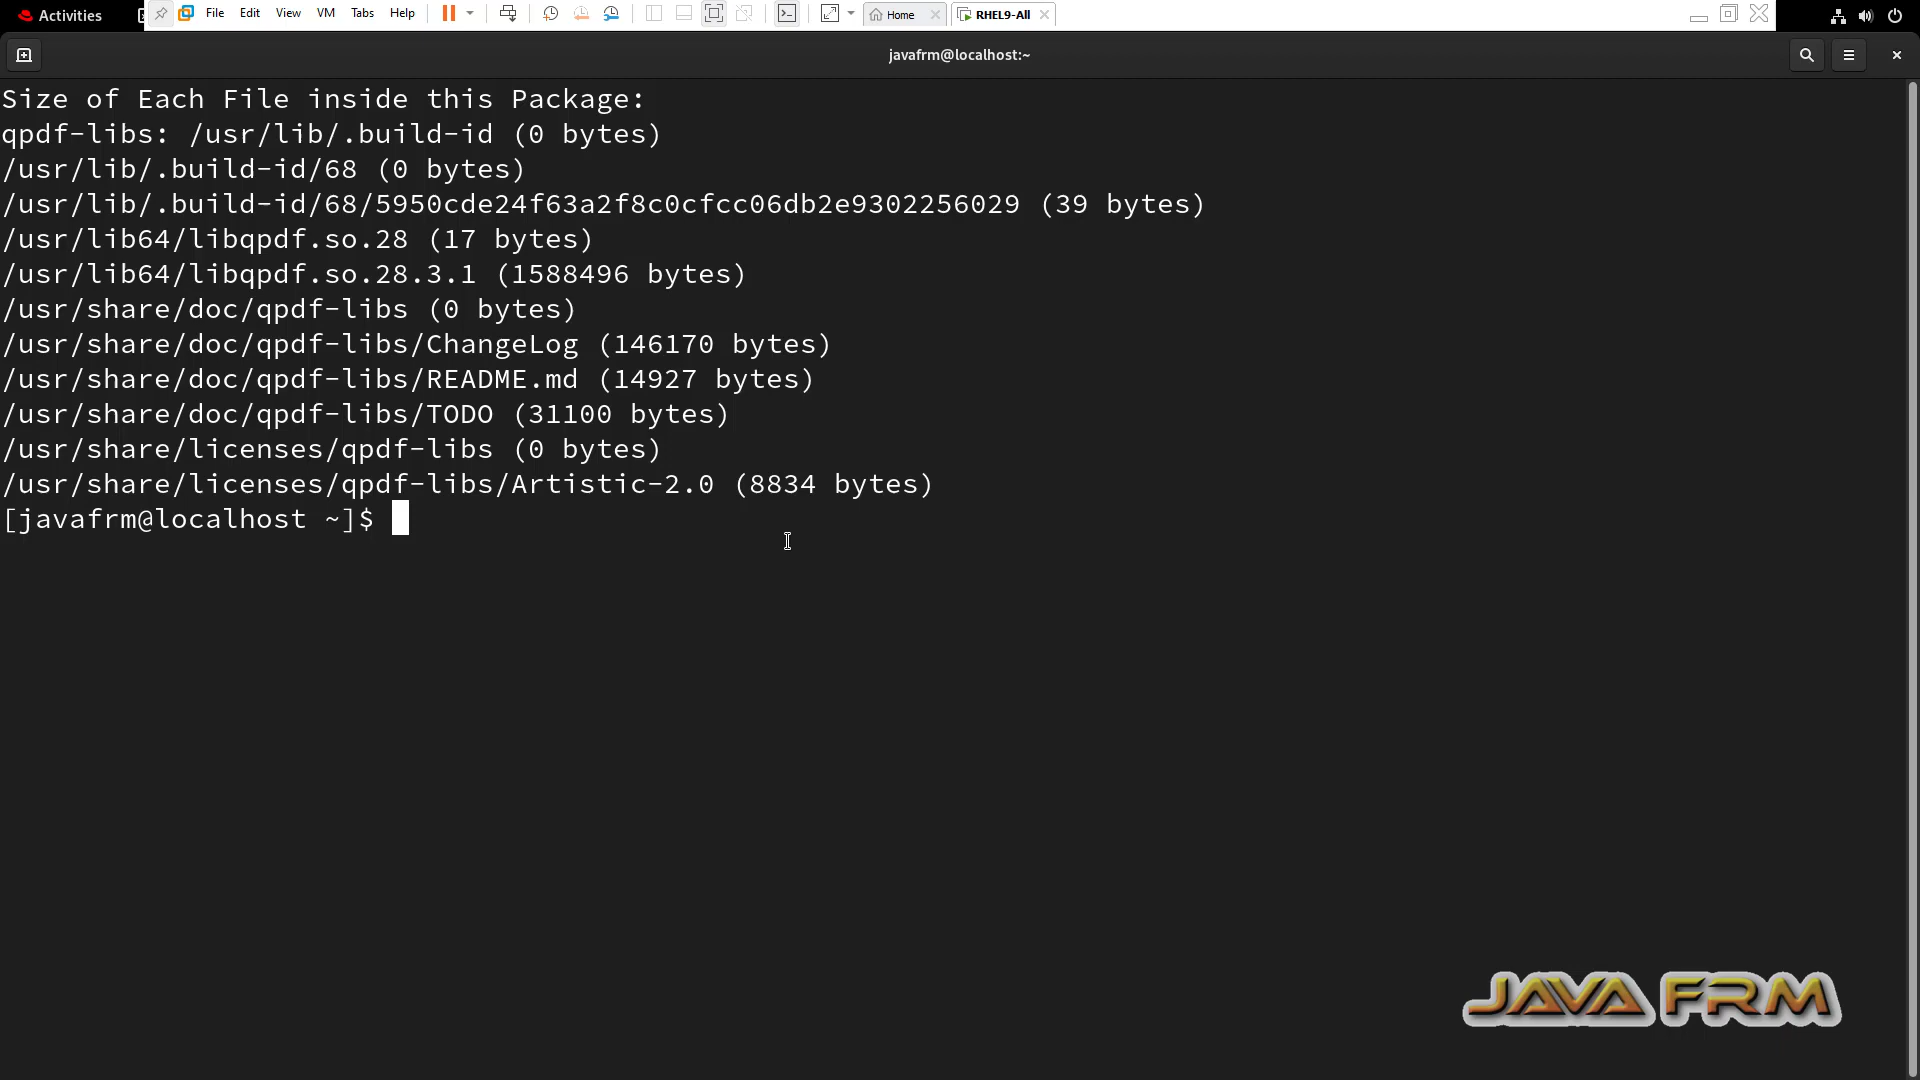 Activities
File Edit View VM Tabs Help
Home
RHEL9-All
javafrm@localhost:~
Size of Each File inside this Package:
qpdf-libs: /usr/lib/.build-id (0 bytes)
/usr/lib/.build-id/68 (0 bytes)
/usr/lib/.build-id/68/5950cde24f63a2f8c0cfcc06db2e9302256029 (39 bytes)
/usr/lib64/libqpdf.so.28 (17 bytes)
/usr/lib64/libqpdf.so.28.3.1 (1588496 bytes)
/usr/share/doc/qpdf-libs (0 bytes)
/usr/share/doc/qpdf-libs/ChangeLog (146170 bytes)
/usr/share/doc/qpdf-libs/README.md (14927 bytes)
/usr/share/doc/qpdf-libs/TODO (31100 bytes)
/usr/share/licenses/qpdf-libs (0 bytes)
/usr/share/licenses/qpdf-libs/Artistic-2.0 (8834 bytes)
[javafrm@localhost ~]$
JAVA FRM